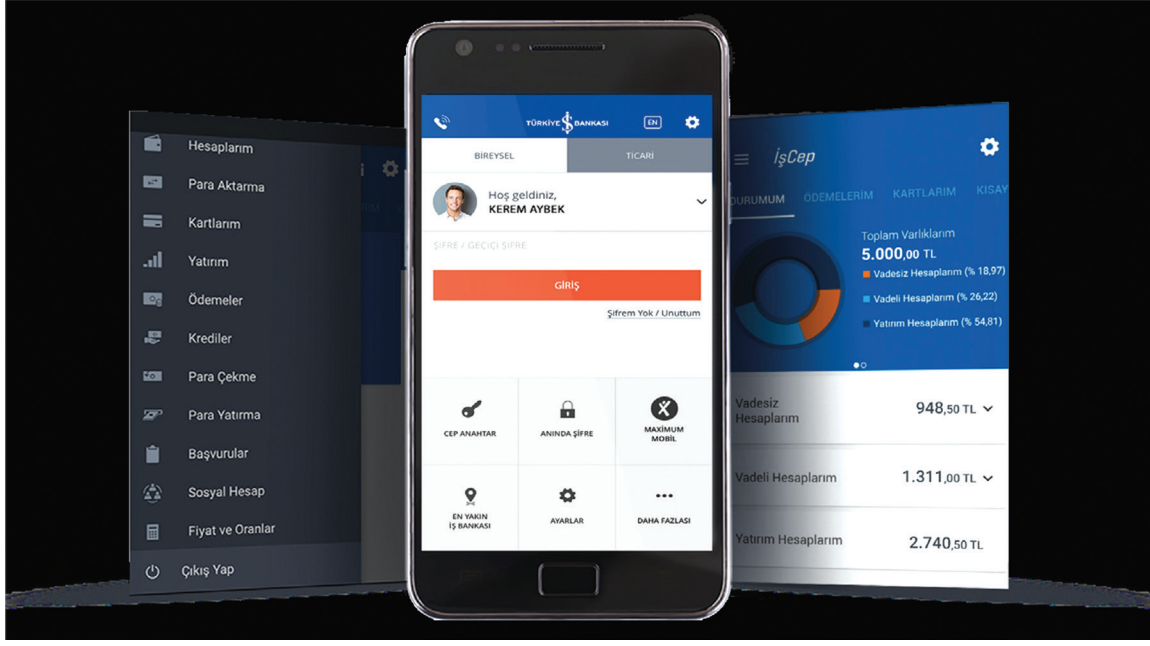 Hesaplarım
Para Aktarma
Kartlarım
Yatırım
Ödemeler
Krediler
Para Çekme
Para Yatırma
Başvurular
Sosyal Hesap
Fiyat ve Oranlar
Çıkış Yap
TÜRKİYE İŞ BANKASI
EN
BİREYSEL
TİCARİ
Hoş geldiniz,
KEREM AYBEK
ŞİFRE / GEÇİCİ ŞİFRE
GİRİŞ
Şifrem Yok / Unuttum
CEP ANAHTAR
ANINDA ŞİFRE
MAXİMUM
MOBİL
EN YAKIN
İŞ BANKASI
AYARLAR
DAHA FAZLASI
İşCep
DURUMUM ÖDEMELERİM KARTLARIM KISAY
Toplam Varlıklarım
5.000,00 TL
Vadesiz Hesaplarım (% 18,97)
Vadeli Hesaplarım (% 26,22)
Yatırım Hesaplarım (% 54,81)
Vadesiz
Hesaplarım
948,50 TL
Vadeli Hesaplarım
1.311,00 TL
Yatırım Hesaplarım
2.740,50 TL